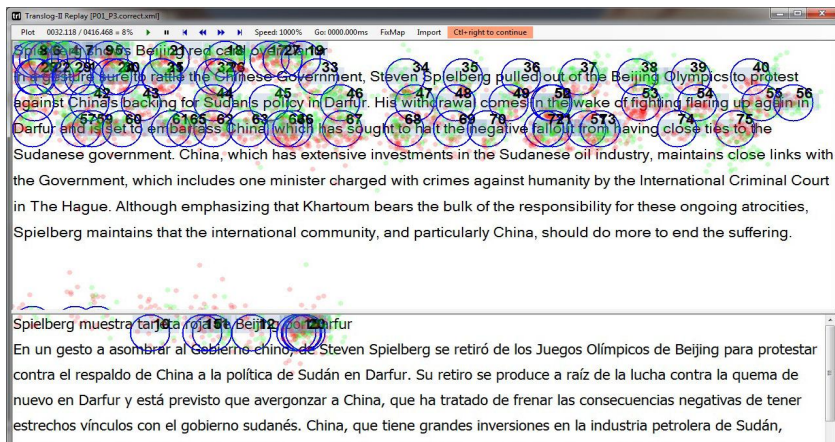 Translog-II Replay [P01_P3.correct.xml]
Plot 0032.118 / 0416.468 = 8% Speed: 1000% Go: 0000.000ms FixMap Import Ctl+right to continue
Spielberg shows Beijing red card over Darfur
In a gesture sure to rattle the Chinese Government, Steven Spielberg pulled out of the Beijing Olympics to protest
against China's backing for Sudan's policy in Darfur. His withdrawal comes in the wake of fighting flaring up again in
Darfur and is set to embarrass China, which has sought to halt the negative fallout from having close ties to the
Sudanese government. China, which has extensive investments in the Sudanese oil industry, maintains close links with
the Government, which includes one minister charged with crimes against humanity by the International Criminal Court
in The Hague. Although emphasizing that Khartoum bears the bulk of the responsibility for these ongoing atrocities,
Spielberg maintains that the international community, and particularly China, should do more to end the suffering.
Spielberg muestra tarjeta roja de Beijing con Darfur
En un gesto a asombrar al Gobierno chino, de Steven Spielberg se retiró de los Juegos Olímpicos de Beijing para protestar
contra el respaldo de China a la política de Sudán en Darfur. Su retiro se produce a raíz de la lucha contra la quema de
nuevo en Darfur y está previsto que avergonzar a China, que ha tratado de frenar las consecuencias negativas de tener
estrechos vínculos con el gobierno sudanés. China, que tiene grandes inversiones en la industria petrolera de Sudán,